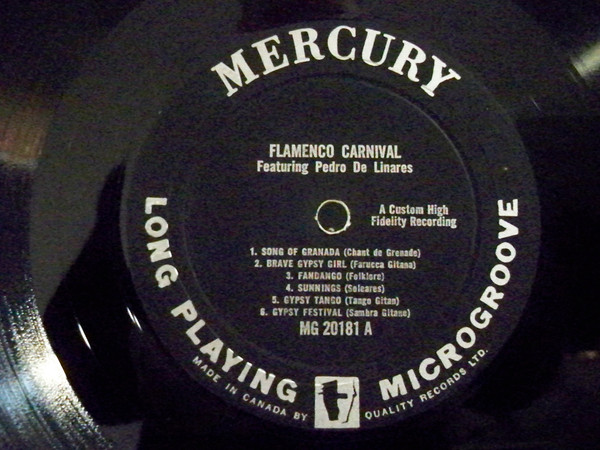 MERCURY
FLAMENCO CARNIVAL
Featuring Pedro De Linares
A Custom High
Fidelity Recording
1. SONG OF GRANADA (Chant de Grenade)
2. BRAVE GYPSY GIRL (Farucca Gitana)
3. FANDANGO (Folklore)
4. SUNNINGS (Soleares)
5. GYPSY TANGO (Tango Gitan)
6. GYPSY FESTIVAL (Sambra Gitane)
MG 20181 A
LONG PLAYING MICROGROOVE
MADE IN CANADA BY QUALITY RECORDS LTD.